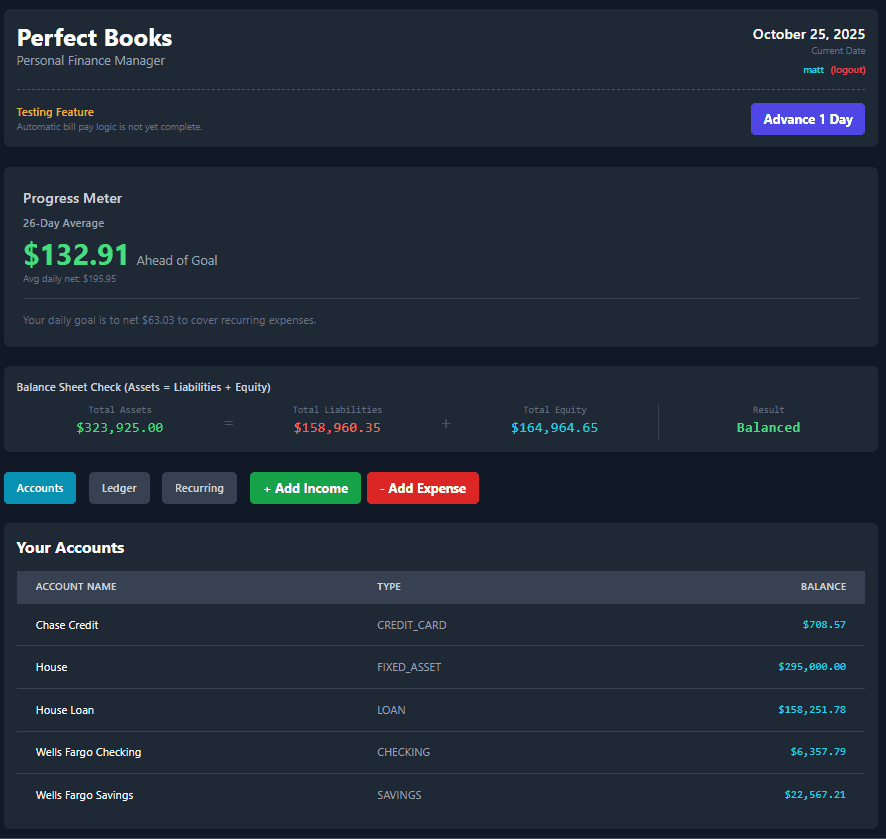 Perfect Books
Personal Finance Manager
October 25, 2025
Current Date
matt (logout)
Testing Feature
Automatic bill pay logic is not yet complete.
Advance 1 Day
Progress Meter
26-Day Average
$132.91 Ahead of Goal
Avg daily net: $195.95
Your daily goal is to net $63.03 to cover recurring expenses.
Balance Sheet Check (Assets = Liabilities + Equity)
Total Assets Total Liabilities Total Equity Result
$323,925.00 = $158,960.35 + $164,964.65 Balanced
Accounts Ledger Recurring + Add Income - Add Expense
Your Accounts
ACCOUNT NAME TYPE BALANCE
Chase Credit CREDIT_CARD $708.57
House FIXED_ASSET $295,000.00
House Loan LOAN $158,251.78
Wells Fargo Checking CHECKING $6,357.79
Wells Fargo Savings SAVINGS $22,567.21